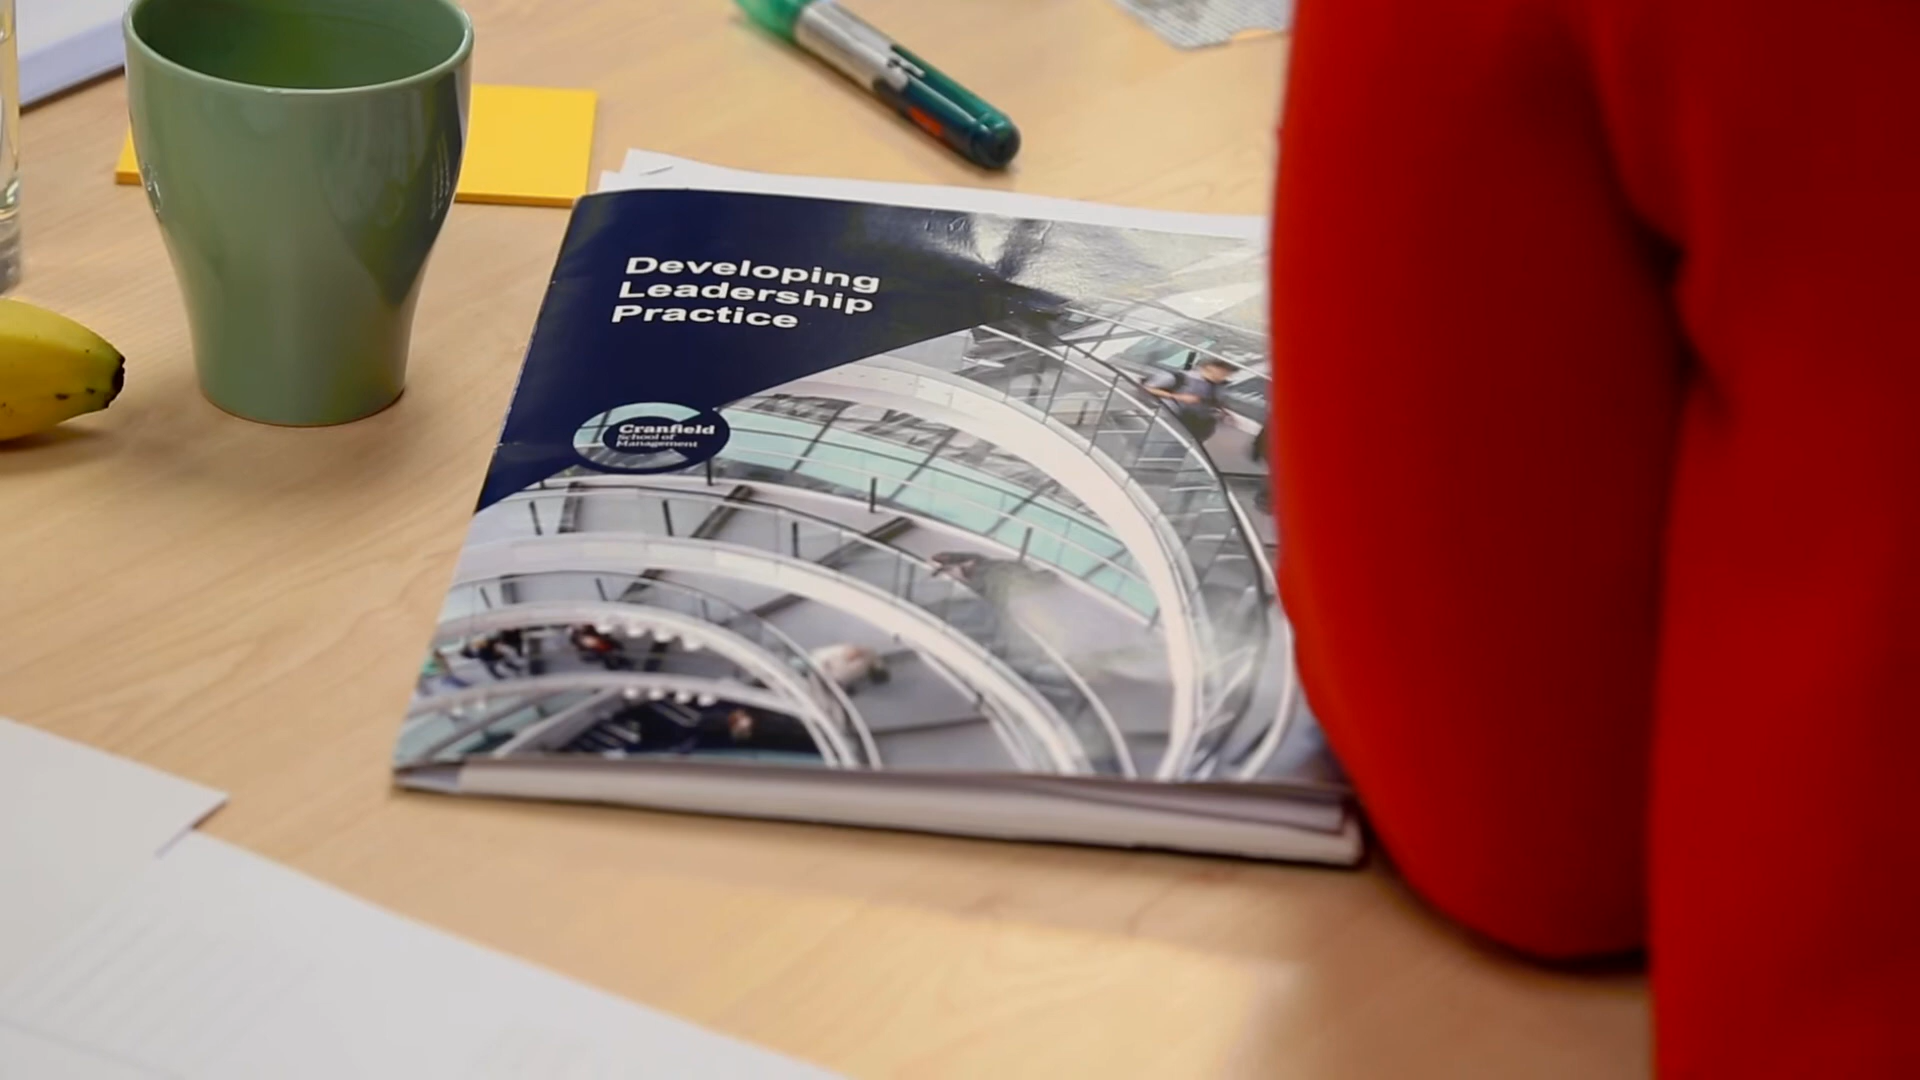 Developing
Leadership
Practice
Cranfield
School of
Management